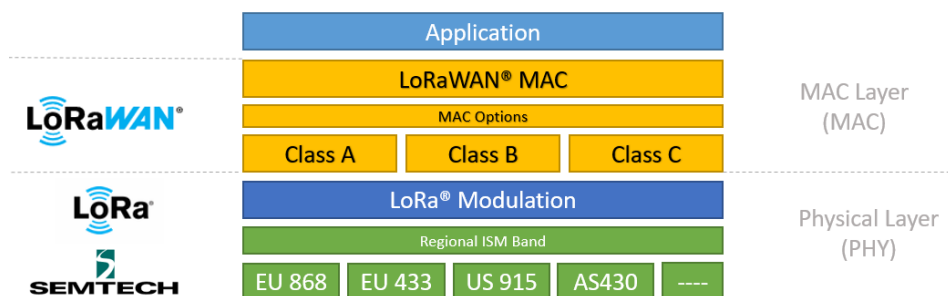 Application
LoRaWAN® MAC
MAC Options
Class A Class B Class C
LoRaWAN®
MAC Layer
(MAC)
LoRa® Modulation
Regional ISM Band
EU 868 EU 433 US 915 AS430 ----
LoRa®
SEMTECH
Physical Layer
(PHY)